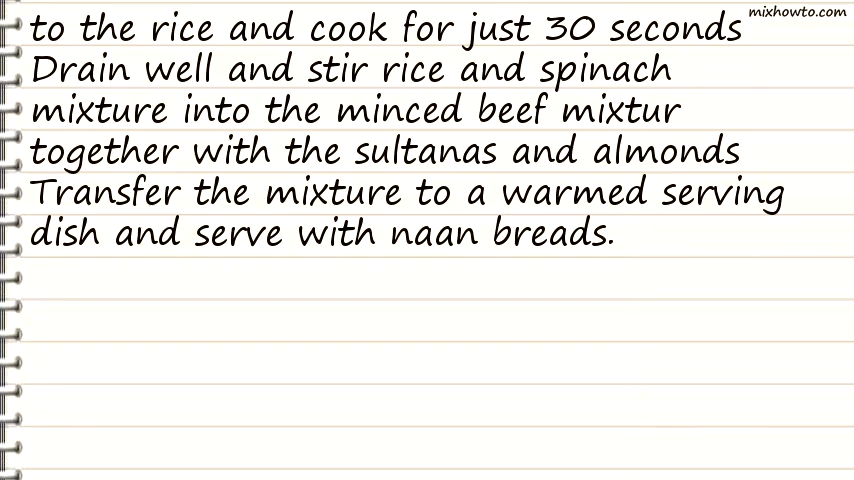 mixhowto.com
to the rice and cook for just 30 seconds
Drain well and stir rice and spinach
mixture into the minced beef mixtur
together with the sultanas and almonds
Transfer the mixture to a warmed serving
dish and serve with naan breads.